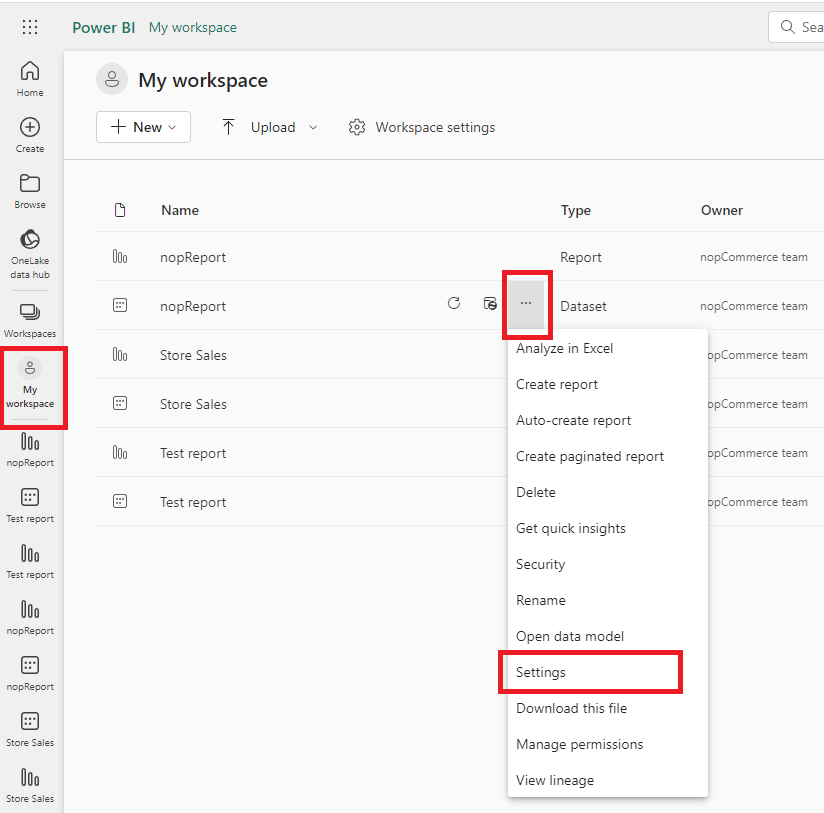 Power BI My workspace
Sea
Home
Create
Browse
OneLake
data hub
Workspaces
My
workspace
nopReport
Test report
Test report
nopReport
nopReport
Store Sales
Store Sales
My workspace
New
Upload
Workspace settings
Name Type Owner
nopReport Report nopCommerce team
nopReport ... Dataset nopCommerce team
Store Sales opCommerce team
Store Sales opCommerce team
Test report opCommerce team
Test report opCommerce team
Analyze in Excel
Create report
Auto-create report
Create paginated report
Delete
Get quick insights
Security
Rename
Open data model
Settings
Download this file
Manage permissions
View lineage